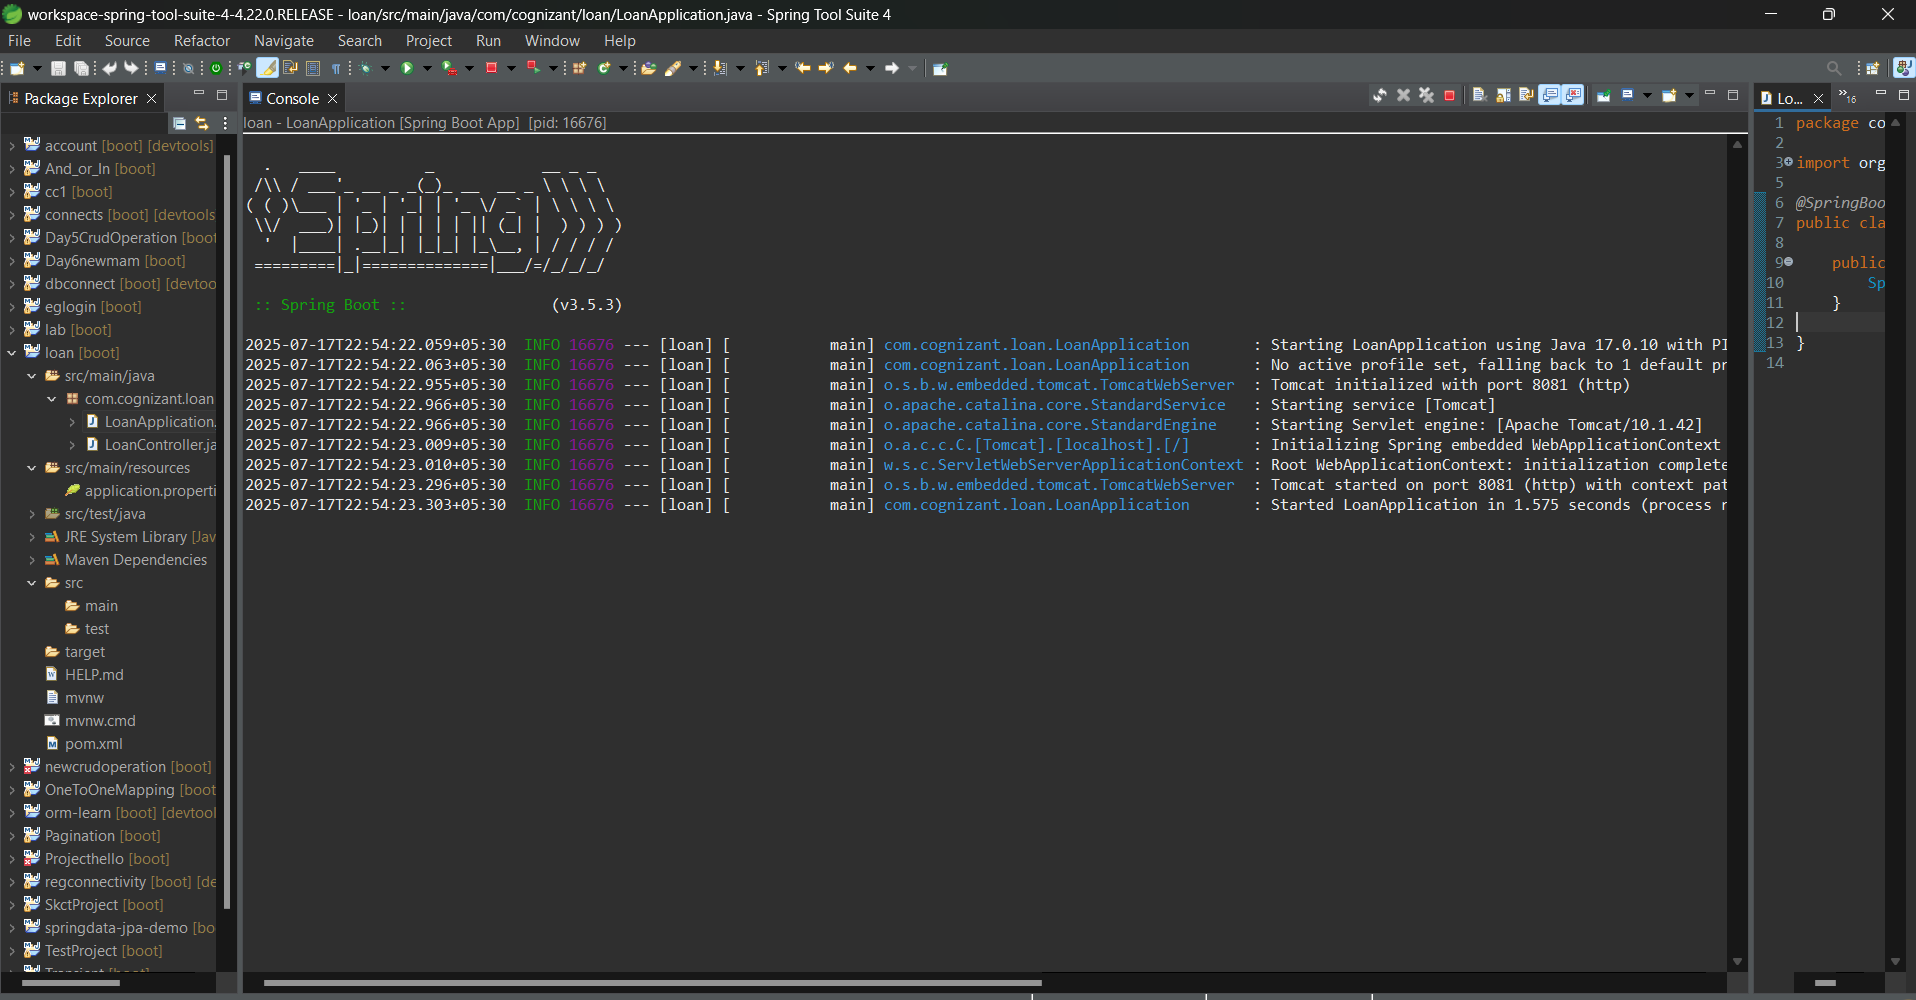 workspace-spring-tool-suite-4-4.22.0.RELEASE - loan/src/main/java/com/cognizant/loan/LoanApplication.java - Spring Tool Suite 4
File Edit Source Refactor Navigate Search Project Run Window Help
Package Explorer
account [boot] [devtools]
And_or_In [boot]
cc1 [boot]
connects [boot] [devtools
Day5CrudOperation [boot
Day6newmam [boot]
dbconnect [boot] [devtoo
eglogin [boot]
lab [boot]
loan [boot]
src/main/java
com.cognizant.loan
LoanApplication.
LoanController.ja
src/main/resources
application.properti
src/test/java
JRE System Library [Jav
Maven Dependencies
src
main
test
target
HELP.md
mvnw
mvnw.cmd
pom.xml
newcrudoperation [boot]
OneToOneMapping [boot
orm-learn [boot] [devtool
Pagination [boot]
Projecthello [boot]
regconnectivity [boot] [de
SkctProject [boot]
springdata-jpa-demo [bo
TestProject [boot]
Console
loan - LoanApplication [Spring Boot App] [pid: 16676]
Spring
:: Spring Boot :: (v3.5.3)
2025-07-17T22:54:22.059+05:30 INFO 16676 --- [loan] [ main] com.cognizant.loan.LoanApplication : Starting LoanApplication using Java 17.0.10 with PI
2025-07-17T22:54:22.063+05:30 INFO 16676 --- [loan] [ main] com.cognizant.loan.LoanApplication : No active profile set, falling back to 1 default pr
2025-07-17T22:54:22.955+05:30 INFO 16676 --- [loan] [ main] o.s.b.w.embedded.tomcat.TomcatWebServer : Tomcat initialized with port 8081 (http)
2025-07-17T22:54:22.966+05:30 INFO 16676 --- [loan] [ main] o.apache.catalina.core.StandardService : Starting service [Tomcat]
2025-07-17T22:54:22.966+05:30 INFO 16676 --- [loan] [ main] o.apache.catalina.core.StandardEngine : Starting Servlet engine: [Apache Tomcat/10.1.42]
2025-07-17T22:54:23.009+05:30 INFO 16676 --- [loan] [ main] o.a.c.c.C.[Tomcat].[localhost].[/] : Initializing Spring embedded WebApplicationContext
2025-07-17T22:54:23.010+05:30 INFO 16676 --- [loan] [ main] w.s.c.ServletWebServerApplicationContext : Root WebApplicationContext: initialization complete
2025-07-17T22:54:23.296+05:30 INFO 16676 --- [loan] [ main] o.s.b.w.embedded.tomcat.TomcatWebServer : Tomcat started on port 8081 (http) with context pat
2025-07-17T22:54:23.303+05:30 INFO 16676 --- [loan] [ main] com.cognizant.loan.LoanApplication : Started LoanApplication in 1.575 seconds (process r
Lo... »16
1 package co
2
3 import org
5
6 @SpringBoo
7 public cla
8
9 public
10 Sp
11 }
12
13 }
14